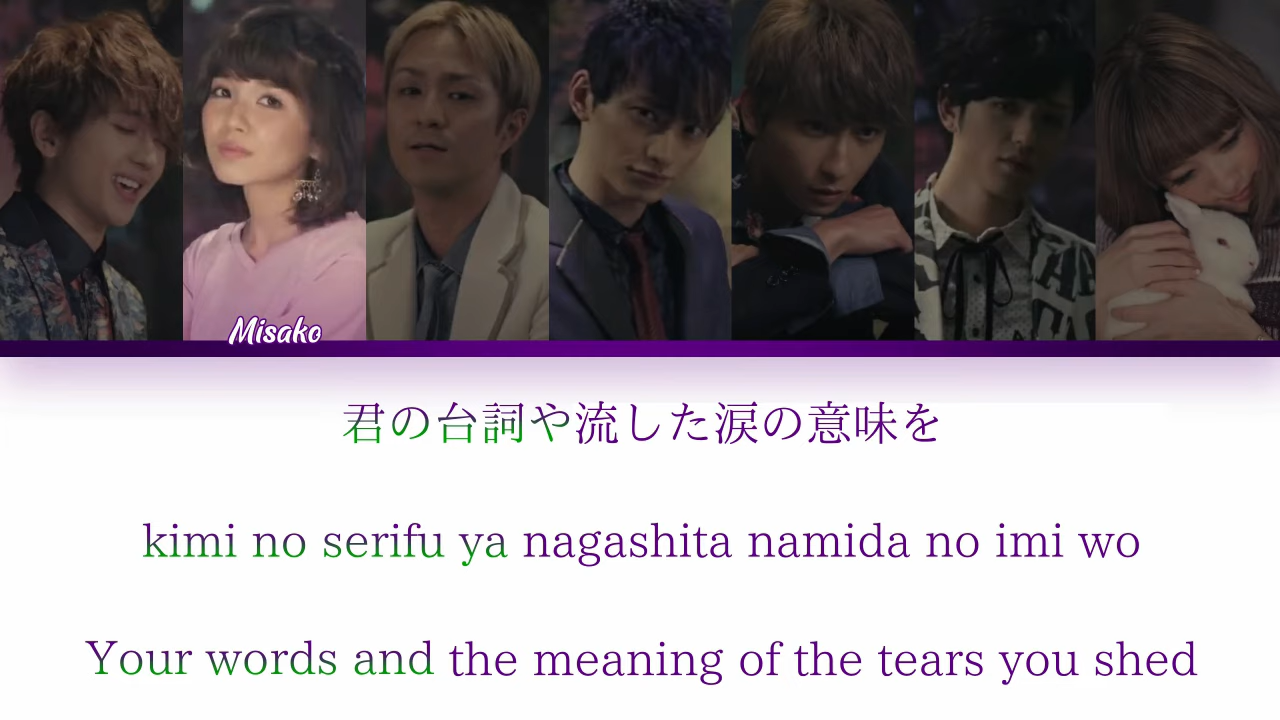 Misako
君の台詞や流した涙の意味を
kimi no serifu ya nagashita namida no imi wo
Your words and the meaning of the tears you shed